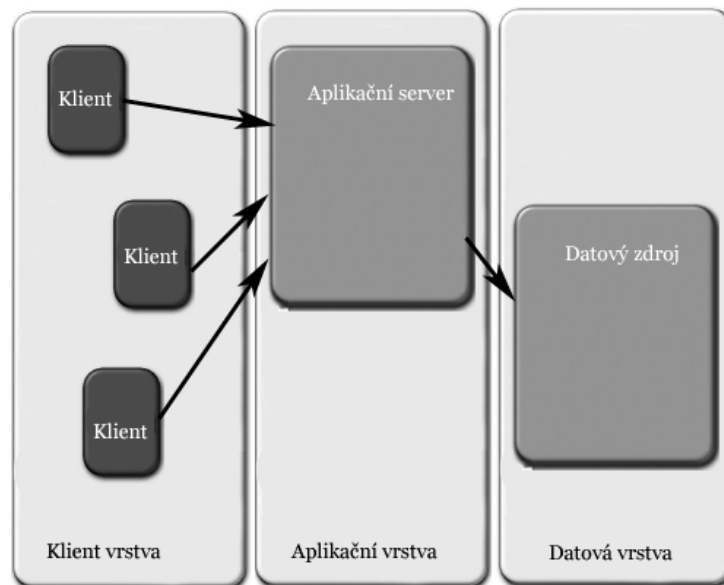 Klient
Klient
Klient
Klient vrstva
Aplikační server
Aplikační vrstva
Datový zdroj
Datová vrstva